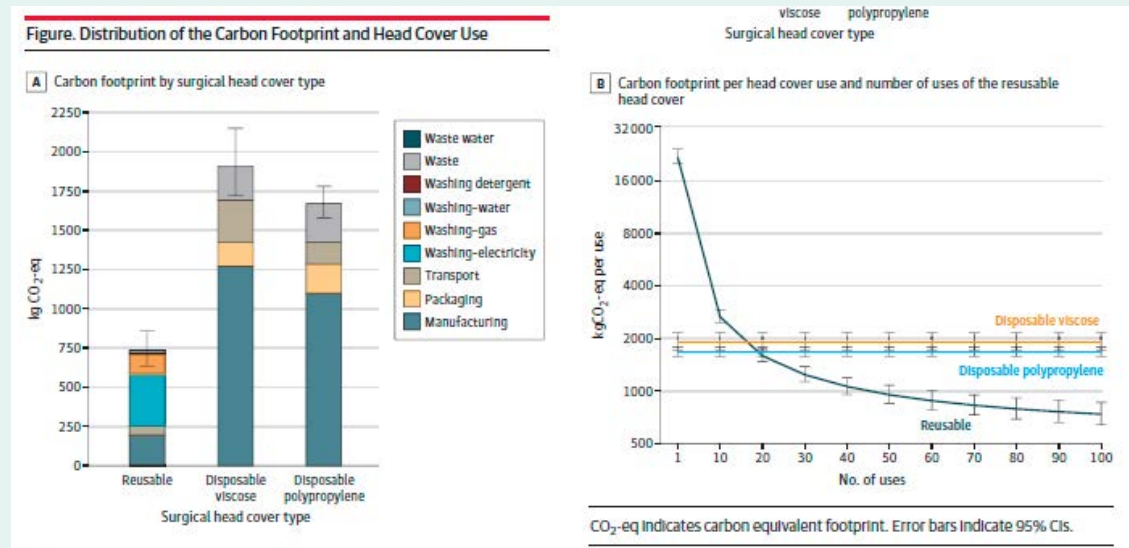 Figure. Distribution of the Carbon Footprint and Head Cover Use
A Carbon footprint by surgical head cover type
2250
2000
1750
1500
1250
1000
750
500
250
0
kg CO₂-eq
Reusable
Disposable viscose
Disposable polypropylene
Surgical head cover type
Waste water
Waste
Washing detergent
Washing-water
Washing-gas
Washing-electricity
Transport
Packaging
Manufacturing
viscose polypropylene
Surgical head cover type
B Carbon footprint per head cover use and number of uses of the resusable
head cover
32000
16000
8000
4000
2000
1000
500
kgCO₂-eq per use
Disposable viscose
Disposable polypropylene
Reusable
1 10 20 30 40 50 60 70 80 90 100
No. of uses
CO₂-eq indicates carbon equivalent footprint. Error bars indicate 95% CIs.